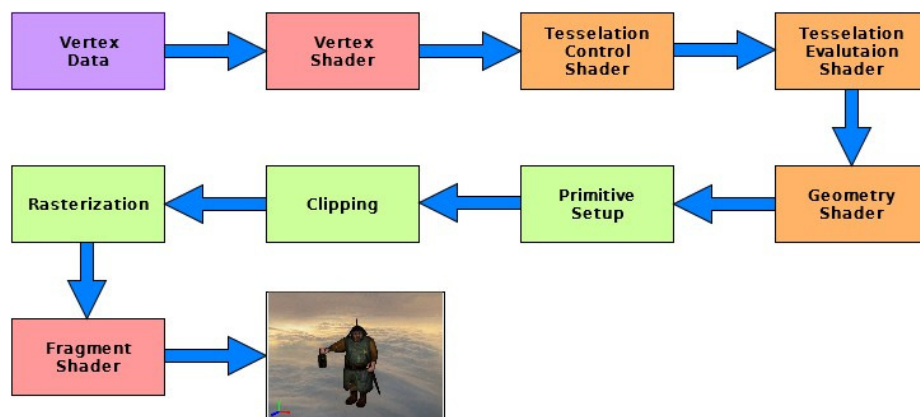 Vertex
Data
Vertex
Shader
Tesselation
Control
Shader
Tesselation
Evalutaion
Shader
Geometry
Shader
Primitive
Setup
Clipping
Rasterization
Fragment
Shader